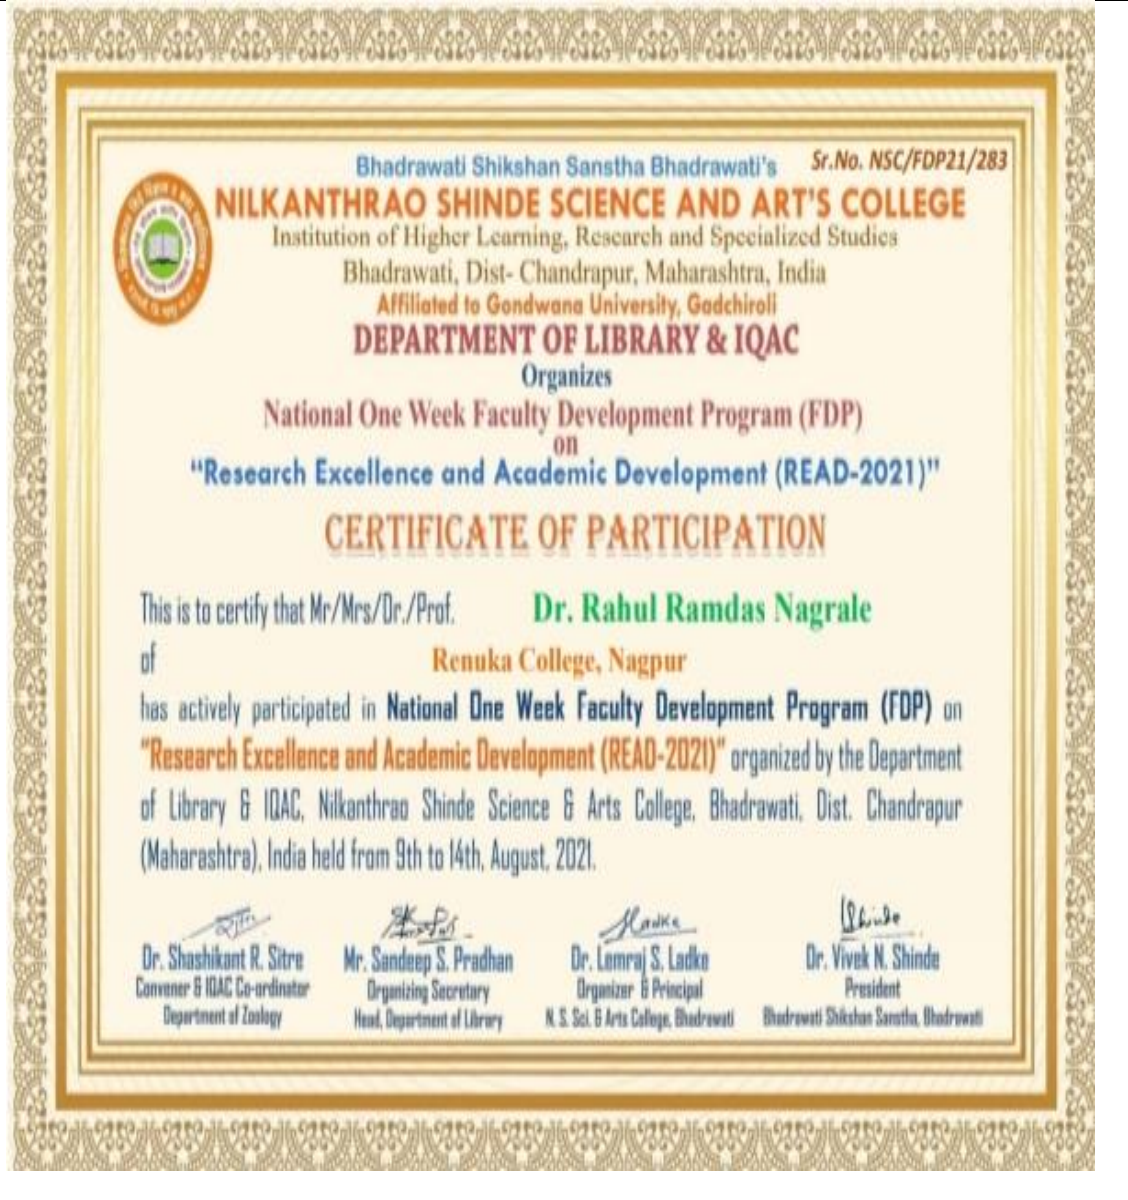 Bhadrawati Shikshan Sanstha Bhadrawati's
Sr.No. NSC/FDP21/283
NILKANTHRAO SHINDE SCIENCE AND ART'S COLLEGE
Institution of Higher Learning, Research and Specialized Studies
Bhadrawati, Dist- Chandrapur, Maharashtra, India
Affiliated to Gondwana University, Gadchiroli
DEPARTMENT OF LIBRARY & IQAC
Organizes
National One Week Faculty Development Program (FDP)
on
“Research Excellence and Academic Development (READ-2021)”
CERTIFICATE OF PARTICIPATION
This is to certify that Mr/Mrs/Dr./Prof. Dr. Rahul Ramdas Nagrale
of Renuka College, Nagpur
has actively participated in National One Week Faculty Development Program (FDP) on
“Research Excellence and Academic Development (READ-2021)” organized by the Department
of Library & IQAC, Nilkanthrao Shinde Science & Arts College, Bhadrawati, Dist. Chandrapur
(Maharashtra), India held from 9th to 14th, August, 2021.
Dr. Shashikant R. Sitre
Convener & IQAC Co-ordinator
Department of Zoology
Mr. Sandeep S. Pradhan
Organizing Secretary
Head, Department of Library
Ladke
Dr. Lemraj S. Ladke
Organizer & Principal
N. S. Sci. & Arts College, Bhadrawati
Shinde
Dr. Vivek N. Shinde
President
Bhadrawati Shikshan Sanstha, Bhadrawati